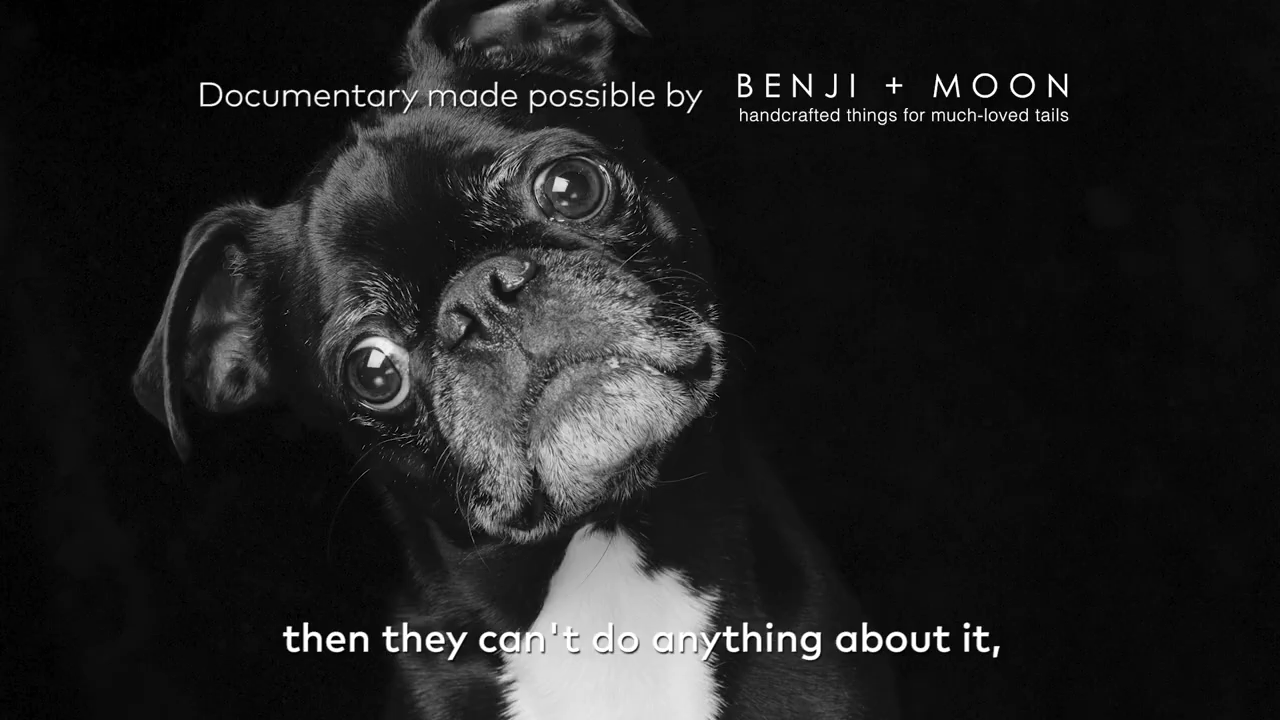 Documentary made possible by
BENJI + MOON
handcrafted things for much-loved tails
then they can't do anything about it,